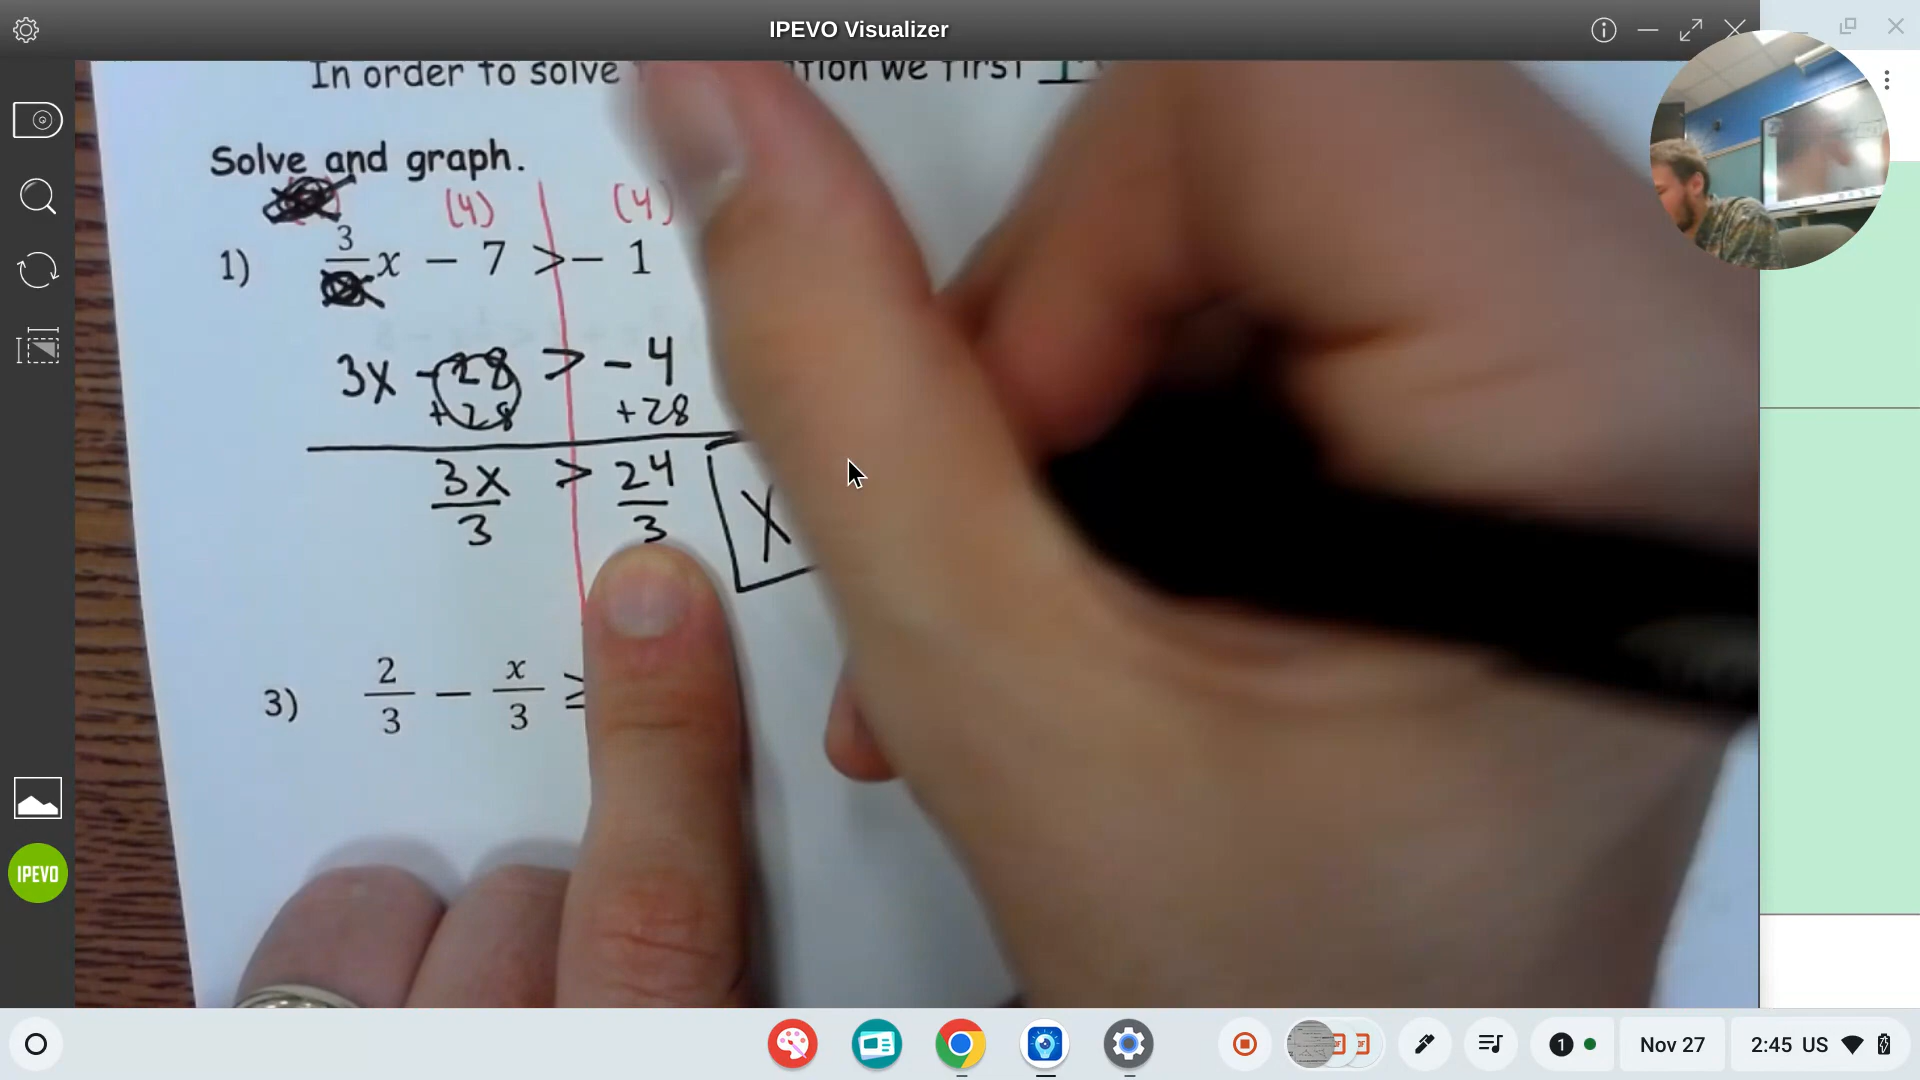 IPEVO Visualizer
In order to solve
tion we first
Solve and graph.
(4) (4)
1) 3/ x − 7 > − 1
3x - 28 > - 4
+28 +28
3x/3 > 24/3
x
3) 2/3 − x/3 ≥
IPEVO
1
Nov 27
2:45 US